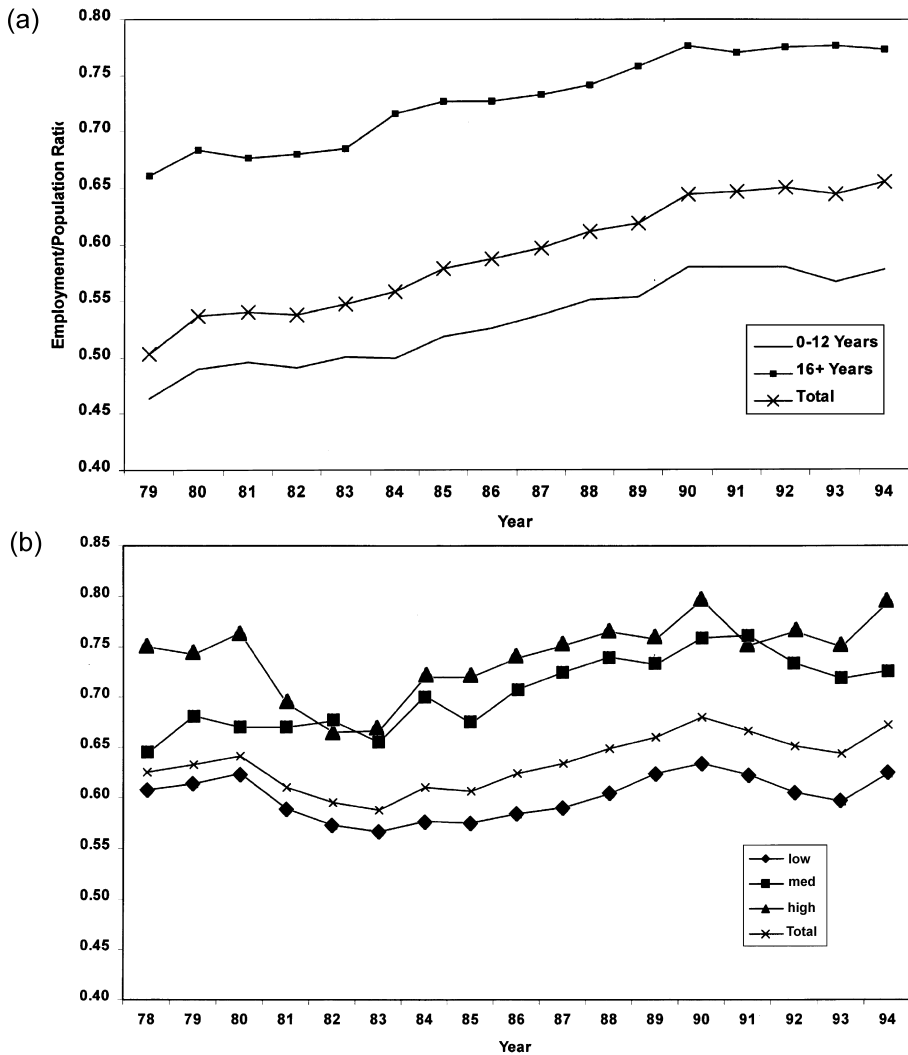 (a)
0.80
0.75
0.70
0.65
0.60
0.55
0.50
0.45
0.40
Employment/Population Ratio
0-12 Years
16+ Years
Total
79 80 81 82 83 84 85 86 87 88 89 90 91 92 93 94
Year
(b)
0.85
0.80
0.75
0.70
0.65
0.60
0.55
0.50
0.45
0.40
low
med
high
Total
78 79 80 81 82 83 84 85 86 87 88 89 90 91 92 93 94
Year